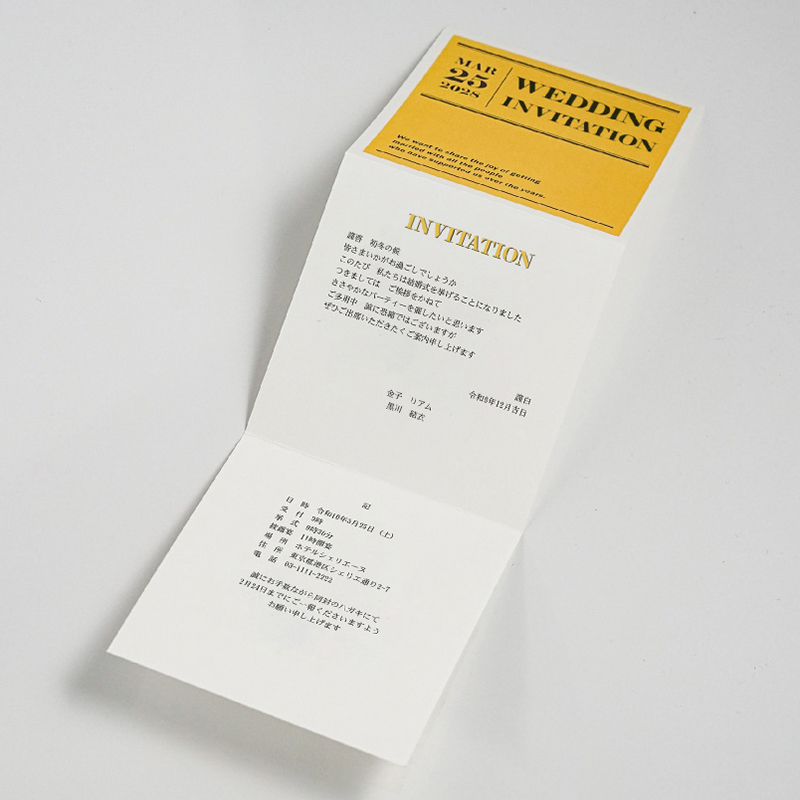 MAR
25
2028
WEDDING
INVITATION
We want to share the joy of getting
married with all the people
who have supported us over the years.
INVITATION
謹啓　初冬の候
皆さまいかがお過ごしでしょうか
このたび　私たちは結婚式を挙げることになりました
つきましては　ご挨拶をかねて
ささやかなパーティーを催したいと思います
ご多用中　誠に恐縮ではございますが
ぜひご出席いただきたくご案内申し上げます
謹白
令和8年12月吉日
金子　リアム
黒川　結衣
記
日　時　令和10年3月25日（土）
受　付　9時
挙　式　9時30分
披露宴　11時開宴
場　所　ホテルシェリエーヌ
住　所　東京都港区シェリエ通り2-7
電　話　03-1111-2222
誠にお手数ながら同封のハガキにて
2月24日までにご一報くださいますよう
お願い申し上げます